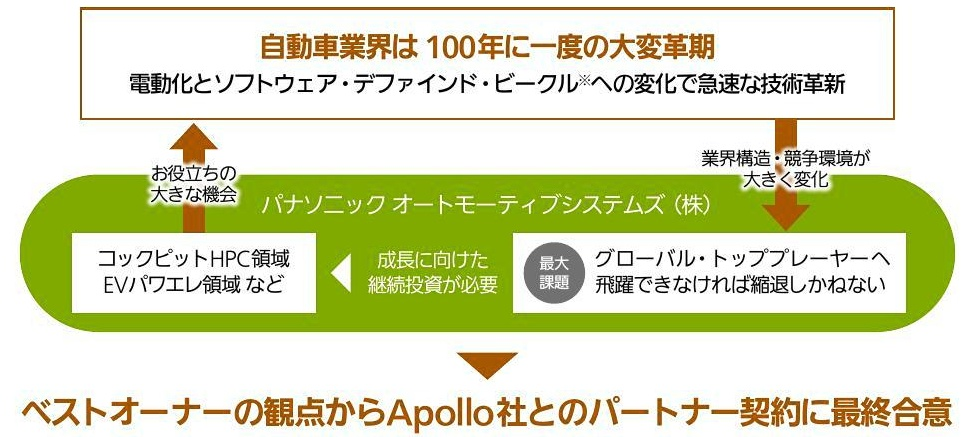 自動車業界は 100年に一度の大変革期
電動化とソフトウェア・デファインド・ビークル※への変化で急速な技術革新
お役立ちの
大きな機会
業界構造・競争環境が
大きく変化
パナソニック オートモーティブシステムズ（株）
コックピットHPC領域
EVパワエレ領域 など
成長に向けた
継続投資が必要
最大
課題
グローバル・トッププレーヤーへ
飛躍できなければ縮退しかねない
ベストオーナーの観点からApollo社とのパートナー契約に最終合意